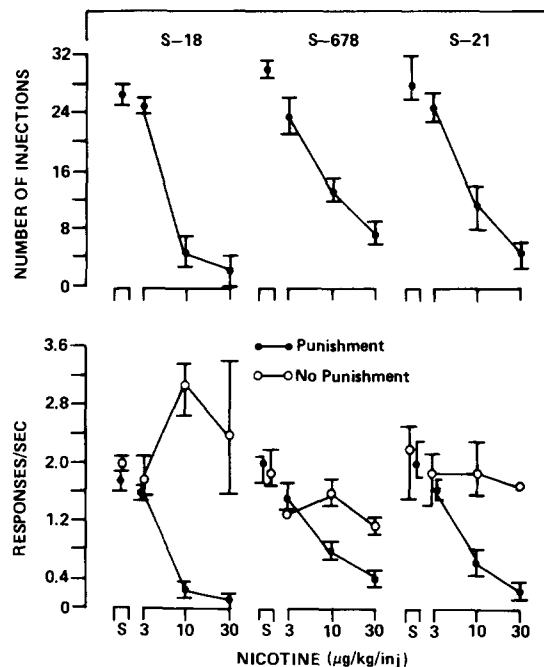 S-18 S-678 S-21
NUMBER OF INJECTIONS
32
24
16
8
0
S 3 10 30 S 3 10 30 S 3 10 30
RESPONSES/SEC
3.6
2.8
2.0
1.2
0.4
0
Punishment
No Punishment
NICOTINE (µg/kg/inj)